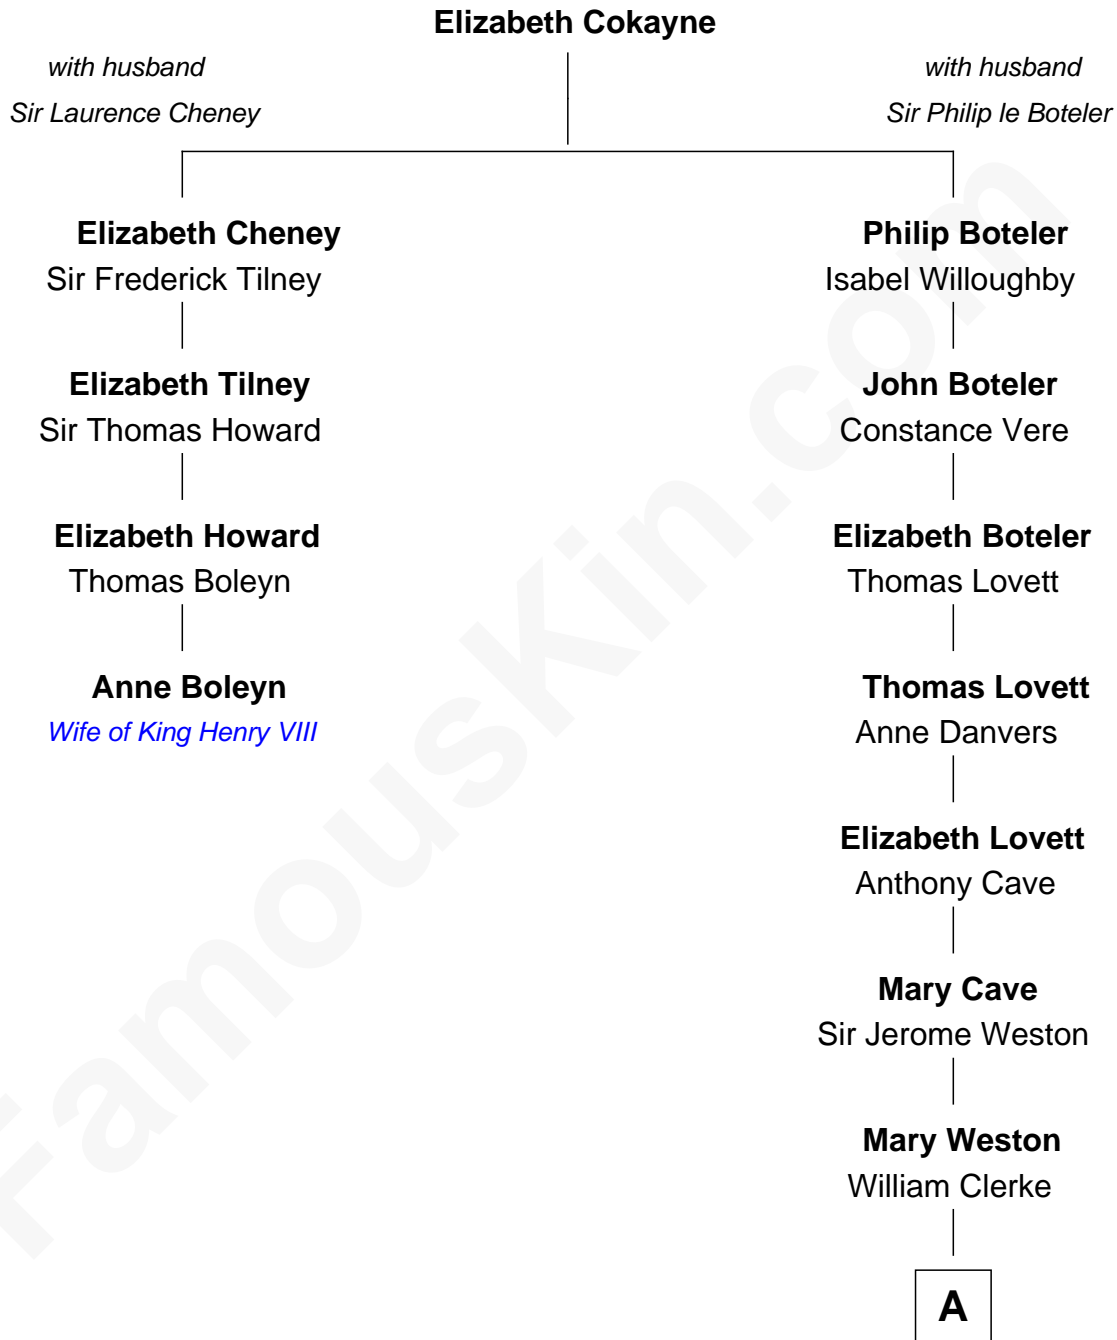 Elizabeth Cokayne
with husband
Sir Laurence Cheney
with husband
Sir Philip le Boteler
Elizabeth Cheney
Sir Frederick Tilney
Elizabeth Tilney
Sir Thomas Howard
Elizabeth Howard
Thomas Boleyn
Anne Boleyn
Wife of King Henry VIII
Philip Boteler
Isabel Willoughby
John Boteler
Constance Vere
Elizabeth Boteler
Thomas Lovett
Thomas Lovett
Anne Danvers
Elizabeth Lovett
Anthony Cave
Mary Cave
Sir Jerome Weston
Mary Weston
William Clerke
A
FamousKin.com